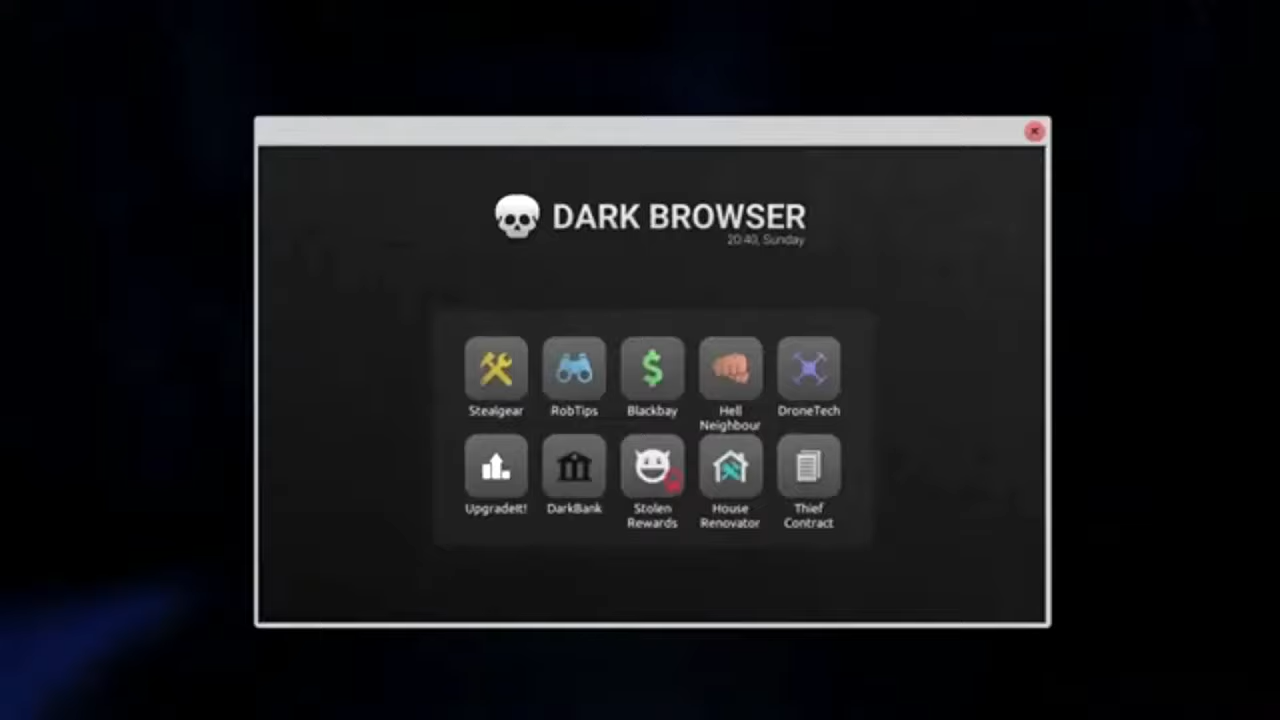 DARK BROWSER
20:40, Sunday
Stealgear RobTips Blackbay Hell Neighbour DroneTech
UpgradeIt! DarkBank Stolen Rewards House Renovator Thief Contract